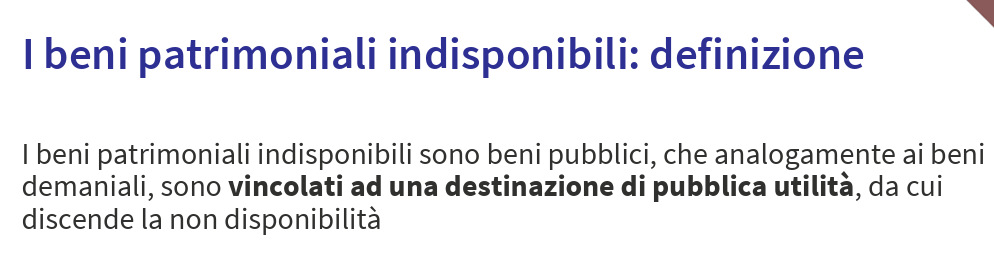 I beni patrimoniali indisponibili: definizione
I beni patrimoniali indisponibili sono beni pubblici, che analogamente ai beni
demaniali, sono vincolati ad una destinazione di pubblica utilità, da cui
discende la non disponibilità